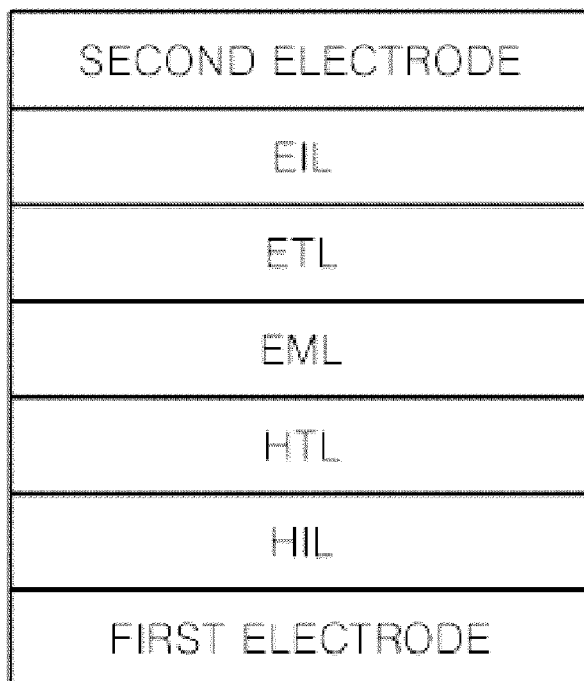 SECOND ELECTRODE
EIL
ETL
EML
HTL
HIL
FIRST ELECTRODE